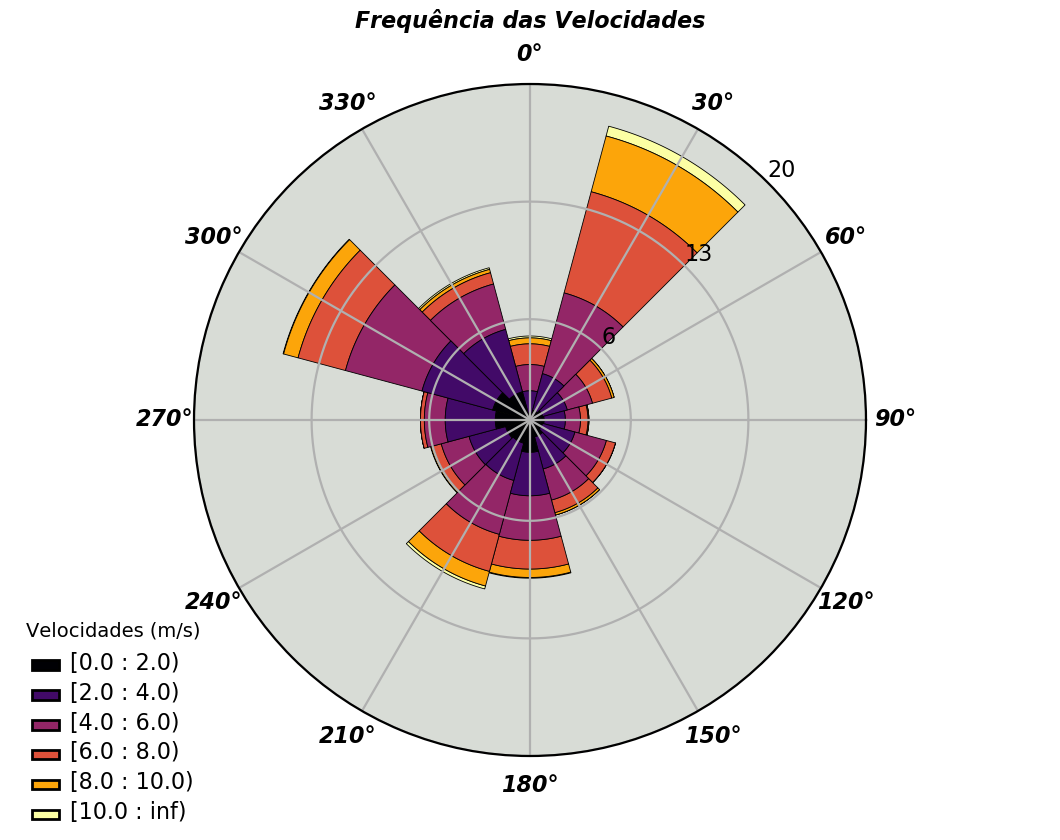 Frequência das Velocidades
0°
330°
30°
20
300°
60°
13
6
270°
90°
240°
120°
210°
150°
180°
Velocidades (m/s)
[0.0 : 2.0)
[2.0 : 4.0)
[4.0 : 6.0)
[6.0 : 8.0)
[8.0 : 10.0)
[10.0 : inf)